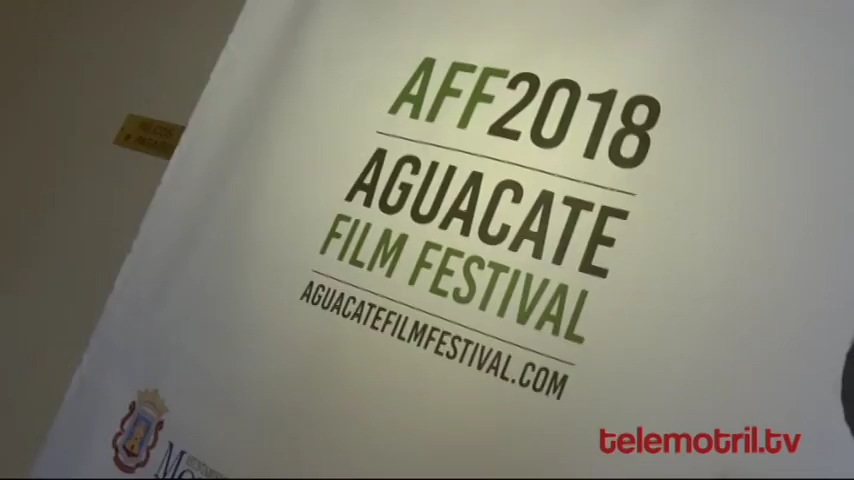 AFF2018
AGUACATE
FILM FESTIVAL
AGUACATEFILMFESTIVAL.COM
telemotril.tv